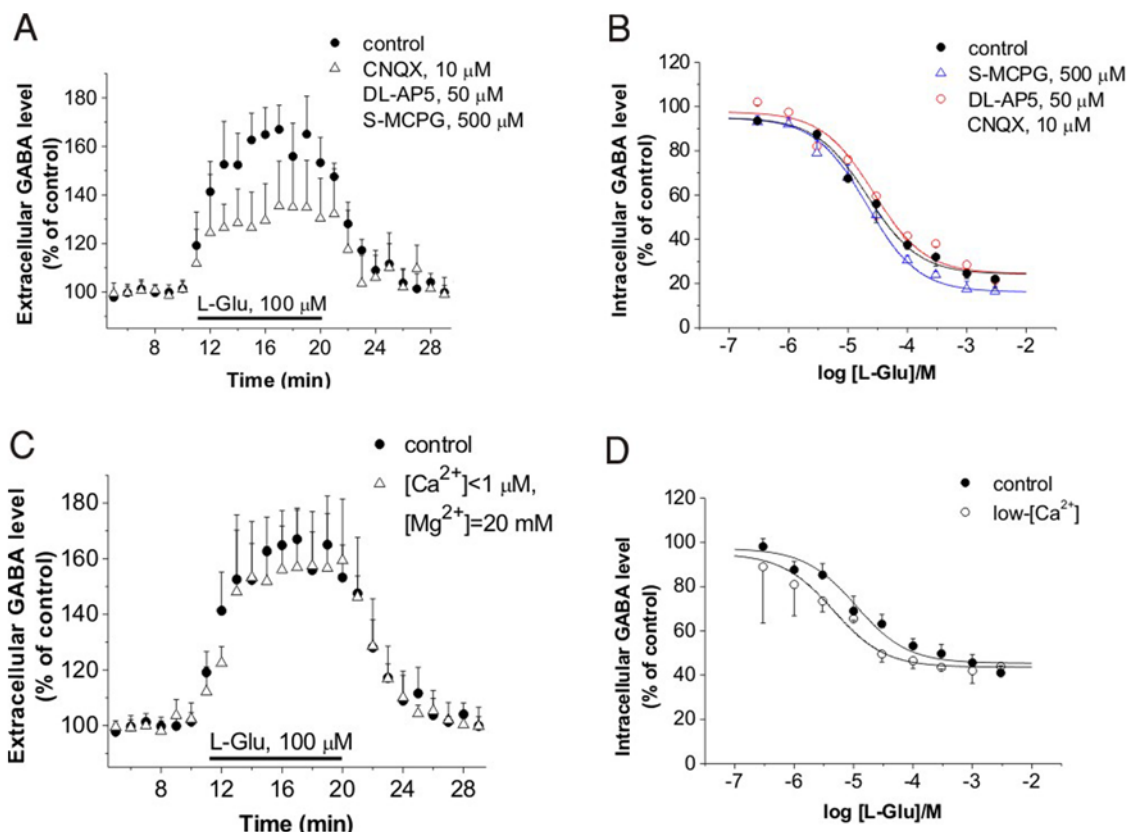 A
control
CNQX, 10 μM
DL-AP5, 50 μM
S-MCPG, 500 μM
Extracellular GABA level
(% of control)
180
160
140
120
100
L-Glu, 100 μM
8 12 16 20 24 28
Time (min)
B
control
S-MCPG, 500 μM
DL-AP5, 50 μM
CNQX, 10 μM
Intracellular GABA level
(% of control)
120
100
80
60
40
20
0
-7 -6 -5 -4 -3 -2
log [L-Glu]/M
C
control
[Ca²⁺]<1 μM,
[Mg²⁺]=20 mM
Extracellular GABA level
(% of control)
180
160
140
120
100
L-Glu, 100 μM
8 12 16 20 24 28
Time (min)
D
control
low-[Ca²⁺]
Intracellular GABA level
(% of control)
120
100
80
60
40
20
0
-7 -6 -5 -4 -3 -2
log [L-Glu]/M